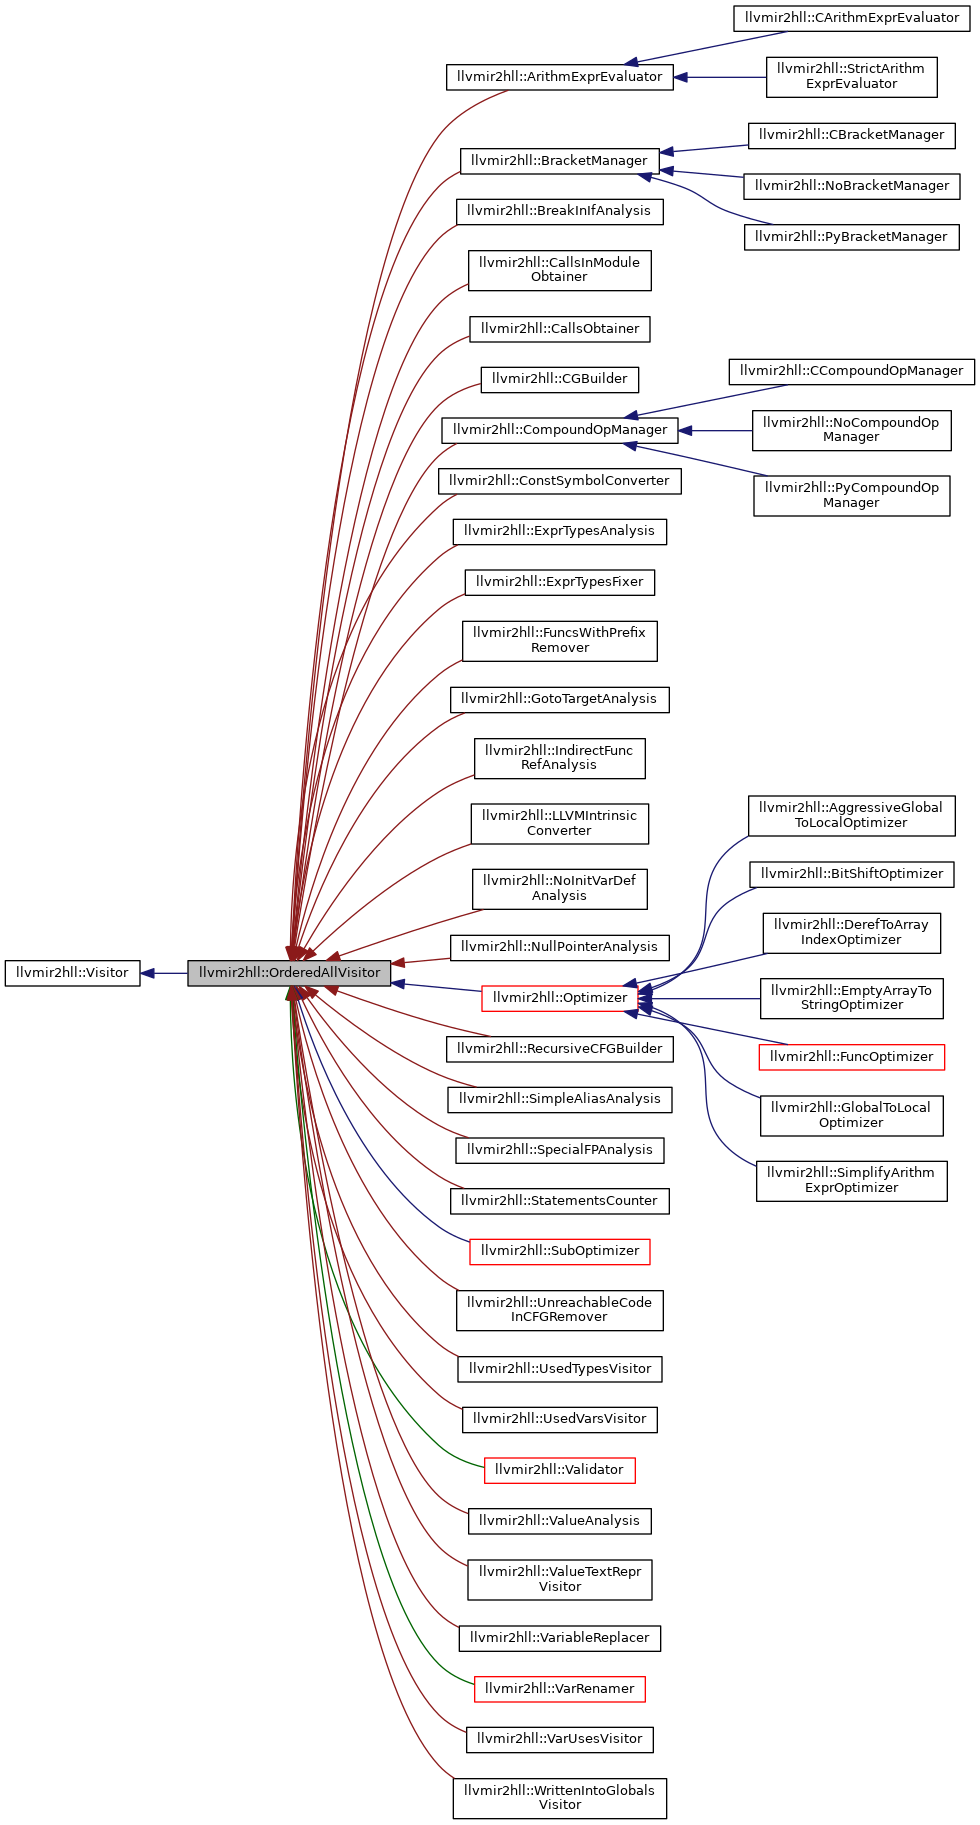 llvmir2hll::CArithmExprEvaluator
llvmir2hll::ArithmExprEvaluator
llvmir2hll::StrictArithm
ExprEvaluator
llvmir2hll::CBracketManager
llvmir2hll::BracketManager
llvmir2hll::NoBracketManager
llvmir2hll::BreakInIfAnalysis
llvmir2hll::PyBracketManager
llvmir2hll::CallsInModule
Obtainer
llvmir2hll::CallsObtainer
llvmir2hll::CGBuilder
llvmir2hll::CCompoundOpManager
llvmir2hll::CompoundOpManager
llvmir2hll::NoCompoundOp
Manager
llvmir2hll::ConstSymbolConverter
llvmir2hll::PyCompoundOp
Manager
llvmir2hll::ExprTypesAnalysis
llvmir2hll::ExprTypesFixer
llvmir2hll::FuncsWithPrefix
Remover
llvmir2hll::GotoTargetAnalysis
llvmir2hll::IndirectFunc
RefAnalysis
llvmir2hll::LLVMIntrinsic
Converter
llvmir2hll::AggressiveGlobal
ToLocalOptimizer
llvmir2hll::NoInitVarDef
Analysis
llvmir2hll::BitShiftOptimizer
llvmir2hll::NullPointerAnalysis
llvmir2hll::DerefToArray
IndexOptimizer
llvmir2hll::Visitor
llvmir2hll::OrderedAllVisitor
llvmir2hll::Optimizer
llvmir2hll::EmptyArrayTo
StringOptimizer
llvmir2hll::RecursiveCFGBuilder
llvmir2hll::FuncOptimizer
llvmir2hll::SimpleAliasAnalysis
llvmir2hll::GlobalToLocal
Optimizer
llvmir2hll::SpecialFPAnalysis
llvmir2hll::SimplifyArithm
ExprOptimizer
llvmir2hll::StatementsCounter
llvmir2hll::SubOptimizer
llvmir2hll::UnreachableCode
InCFGRemover
llvmir2hll::UsedTypesVisitor
llvmir2hll::UsedVarsVisitor
llvmir2hll::Validator
llvmir2hll::ValueAnalysis
llvmir2hll::ValueTextRepr
Visitor
llvmir2hll::VariableReplacer
llvmir2hll::VarRenamer
llvmir2hll::VarUsesVisitor
llvmir2hll::WrittenIntoGlobals
Visitor